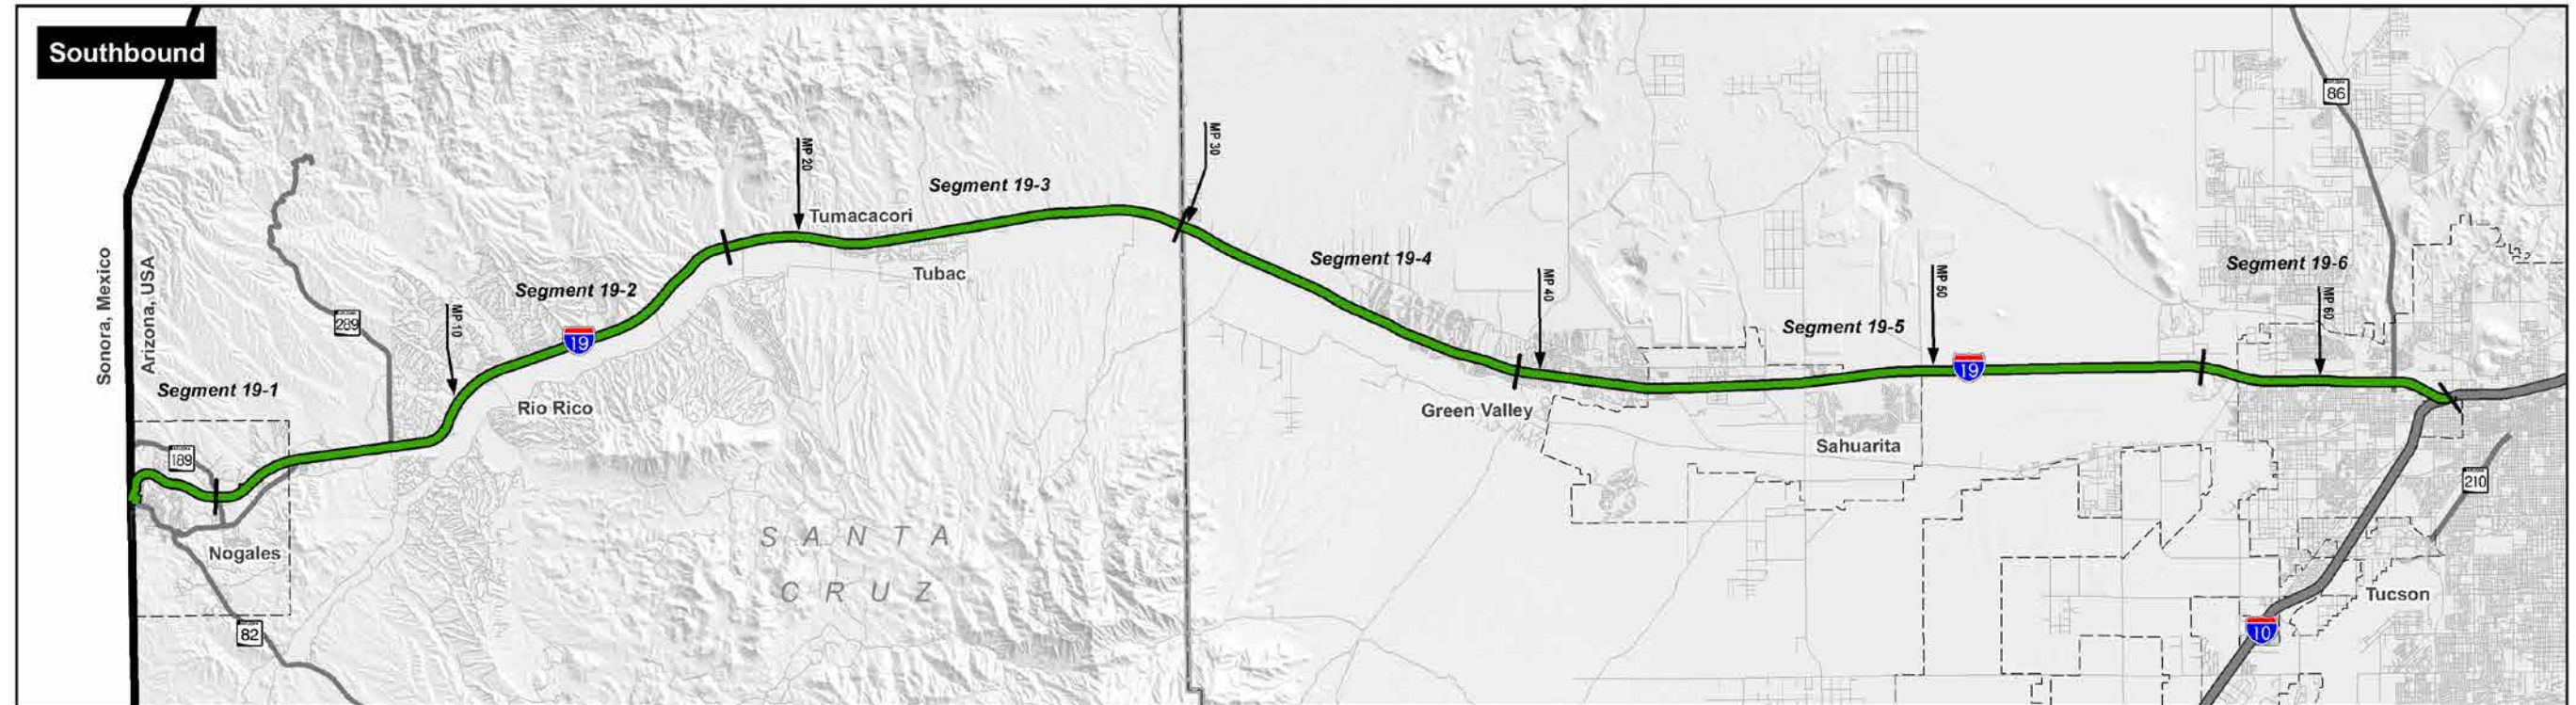 Southbound
86
MP 30
MP 20
Segment 19-3
Tumacacori
Sonora, Mexico
Arizona, USA
Segment 19-4
Segment 19-6
Tubac
MP 40
MP 50
MP 60
Segment 19-2
MP 10
289
19
Segment 19-5
19
Segment 19-1
Rio Rico
Green Valley
Sahuarita
189
210
SANTA
CRUZ
Nogales
Tucson
82
10